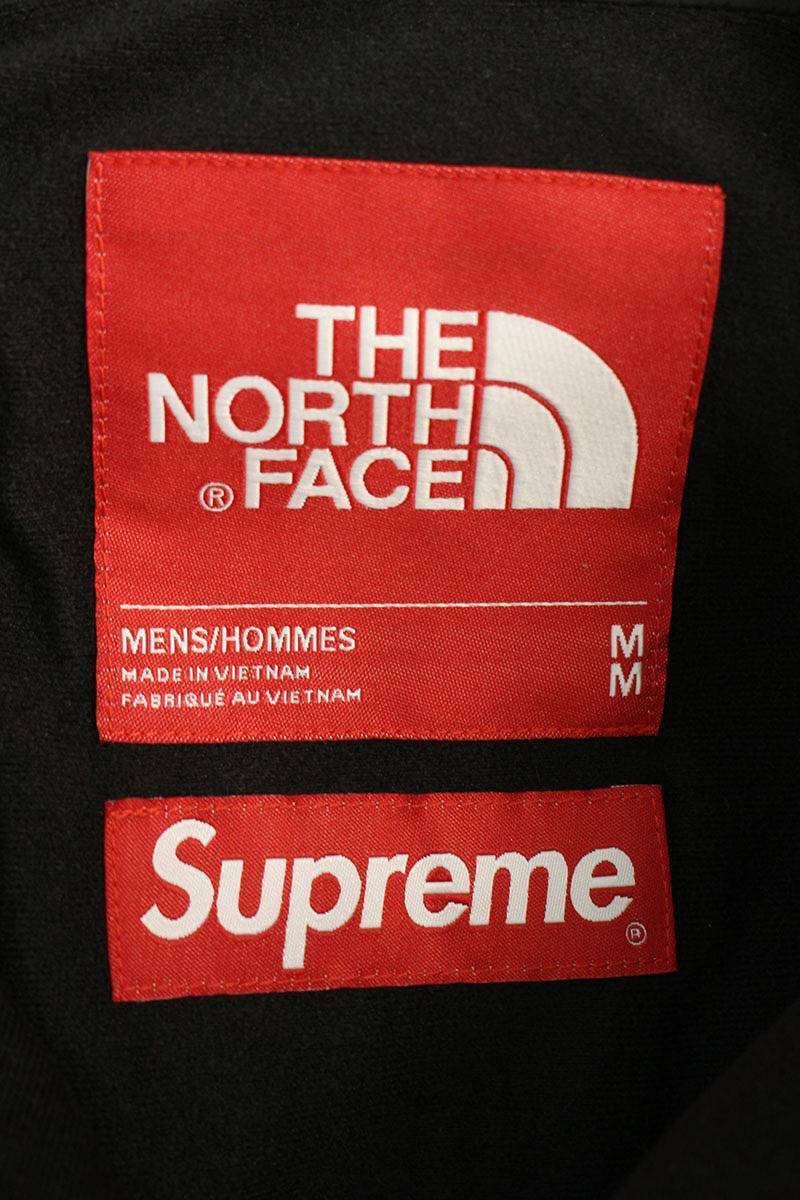 THE
NORTH
® FACE
MENS/HOMMES M
MADE IN VIETNAM M
FABRIQUÉ AU VIETNAM
Supreme ®